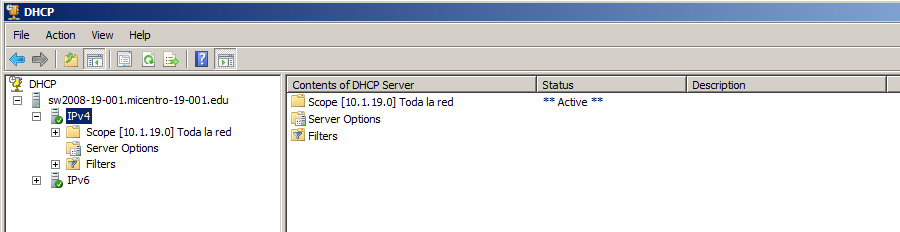 DHCP
File Action View Help
DHCP
sw2008-19-001.micentro-19-001.edu
IPv4
Scope [10.1.19.0] Toda la red
Server Options
Filters
IPv6
Contents of DHCP Server Status Description
Scope [10.1.19.0] Toda la red ** Active **
Server Options
Filters